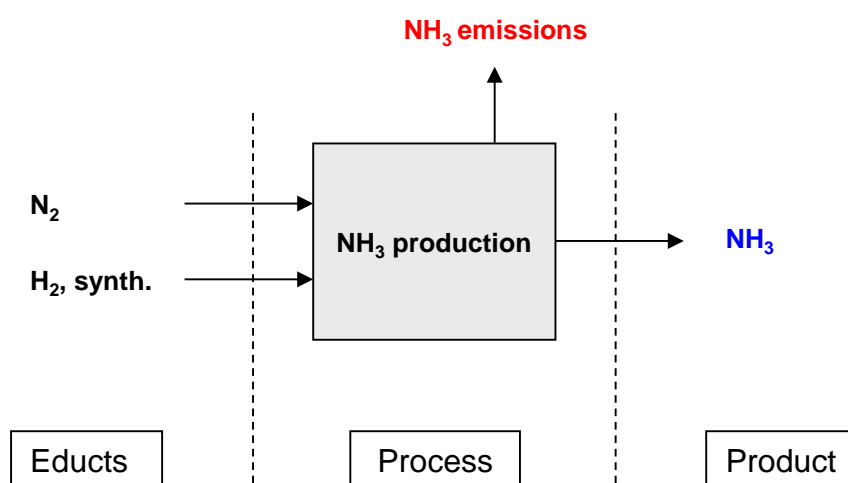 NH₃ emissions
N₂
NH₃ production
NH₃
H₂, synth.
Educts
Process
Product